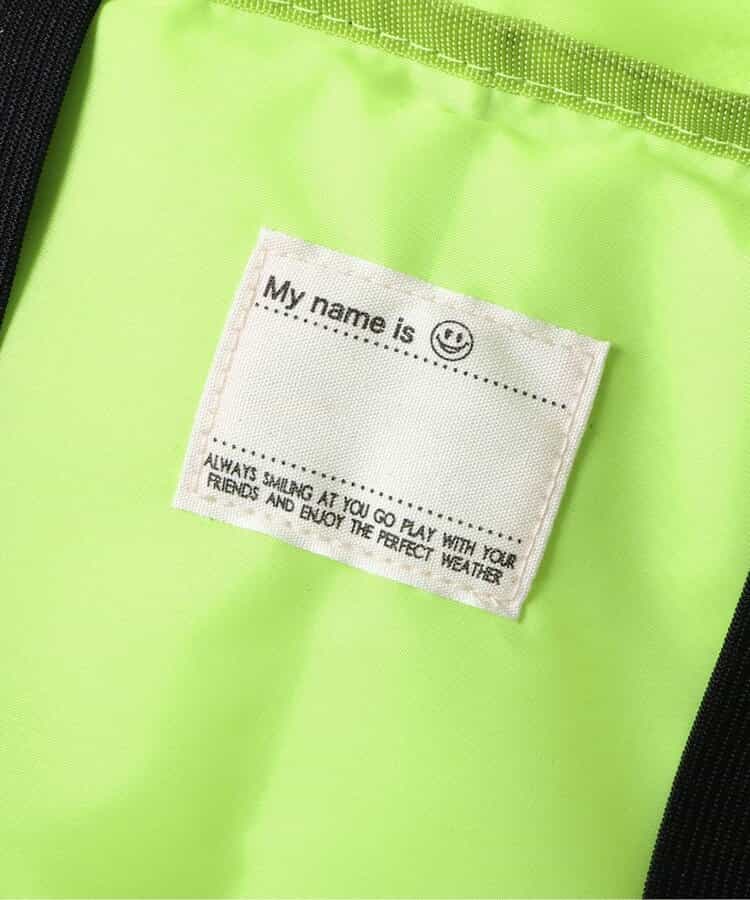 My name is
ALWAYS SMILING AT YOU GO PLAY WITH YOUR
FRIENDS AND ENJOY THE PERFECT WEATHER